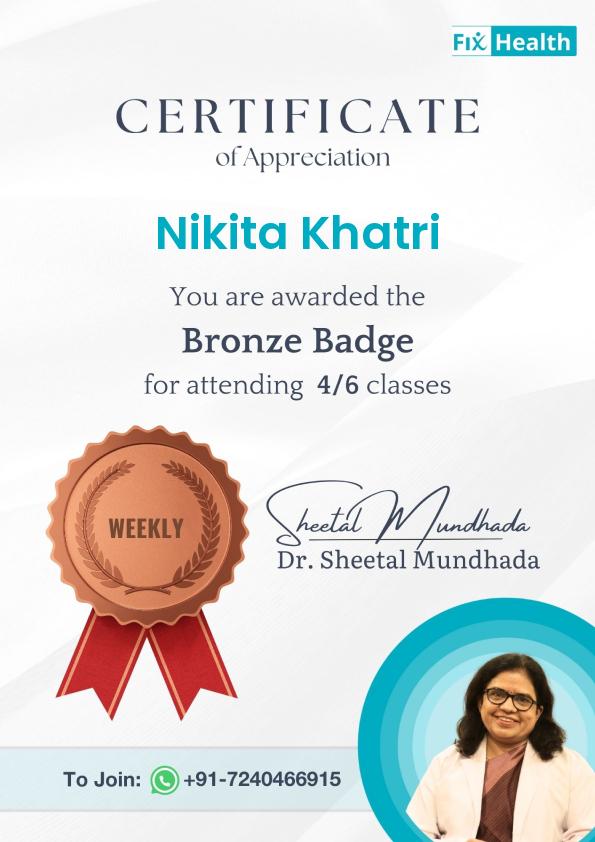 Fix Health
CERTIFICATE
of Appreciation
Nikita Khatri
You are awarded the
Bronze Badge
for attending 4/6 classes
WEEKLY
Sheetal Mundhada
Dr. Sheetal Mundhada
To Join: +91-7240466915